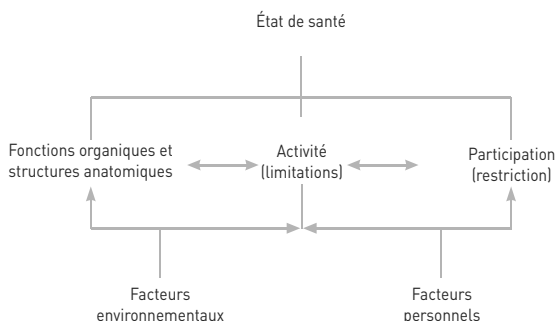 État de santé
Fonctions organiques et
structures anatomiques
Activité
(limitations)
Participation
(restriction)
Facteurs
environnementaux
Facteurs
personnels